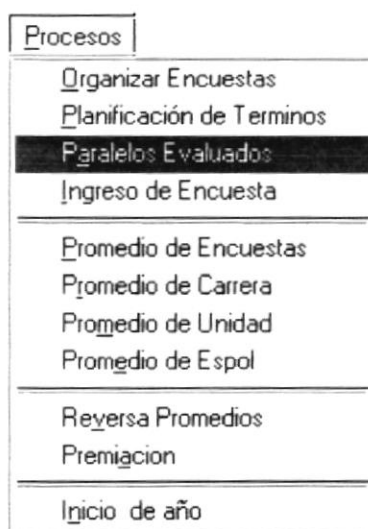 Procesos
Organizar Encuestas
Planificación de Terminos
Paralelos Evaluados
Ingreso de Encuesta
Promedio de Encuestas
Promedio de Carrera
Promedio de Unidad
Promedio de Espol
Reversa Promedios
Premiacion
Inicio de año